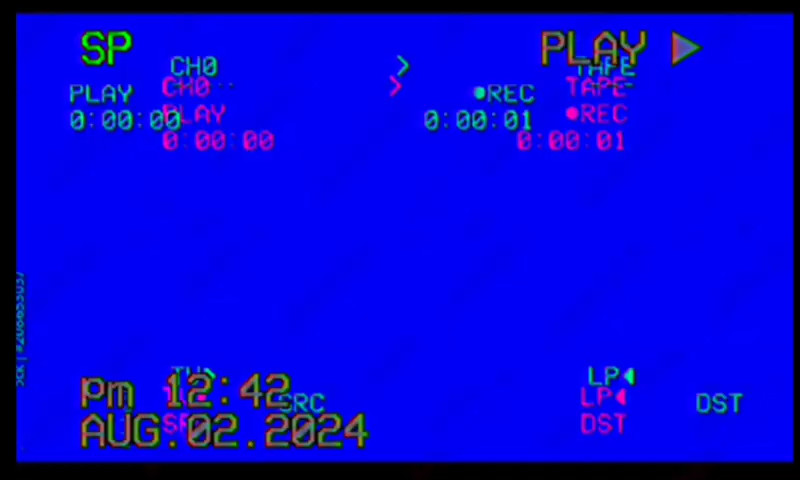 SP
PLAY
CH0
>
TAPE
CH0
>
TAPE
PLAY
●REC
PLAY
●REC
0:00:00
0:00:01
0:00:00
0:00:01
LP◀
pm 12:42
LP◀
SRC
DST
AUG.02.2024
DST